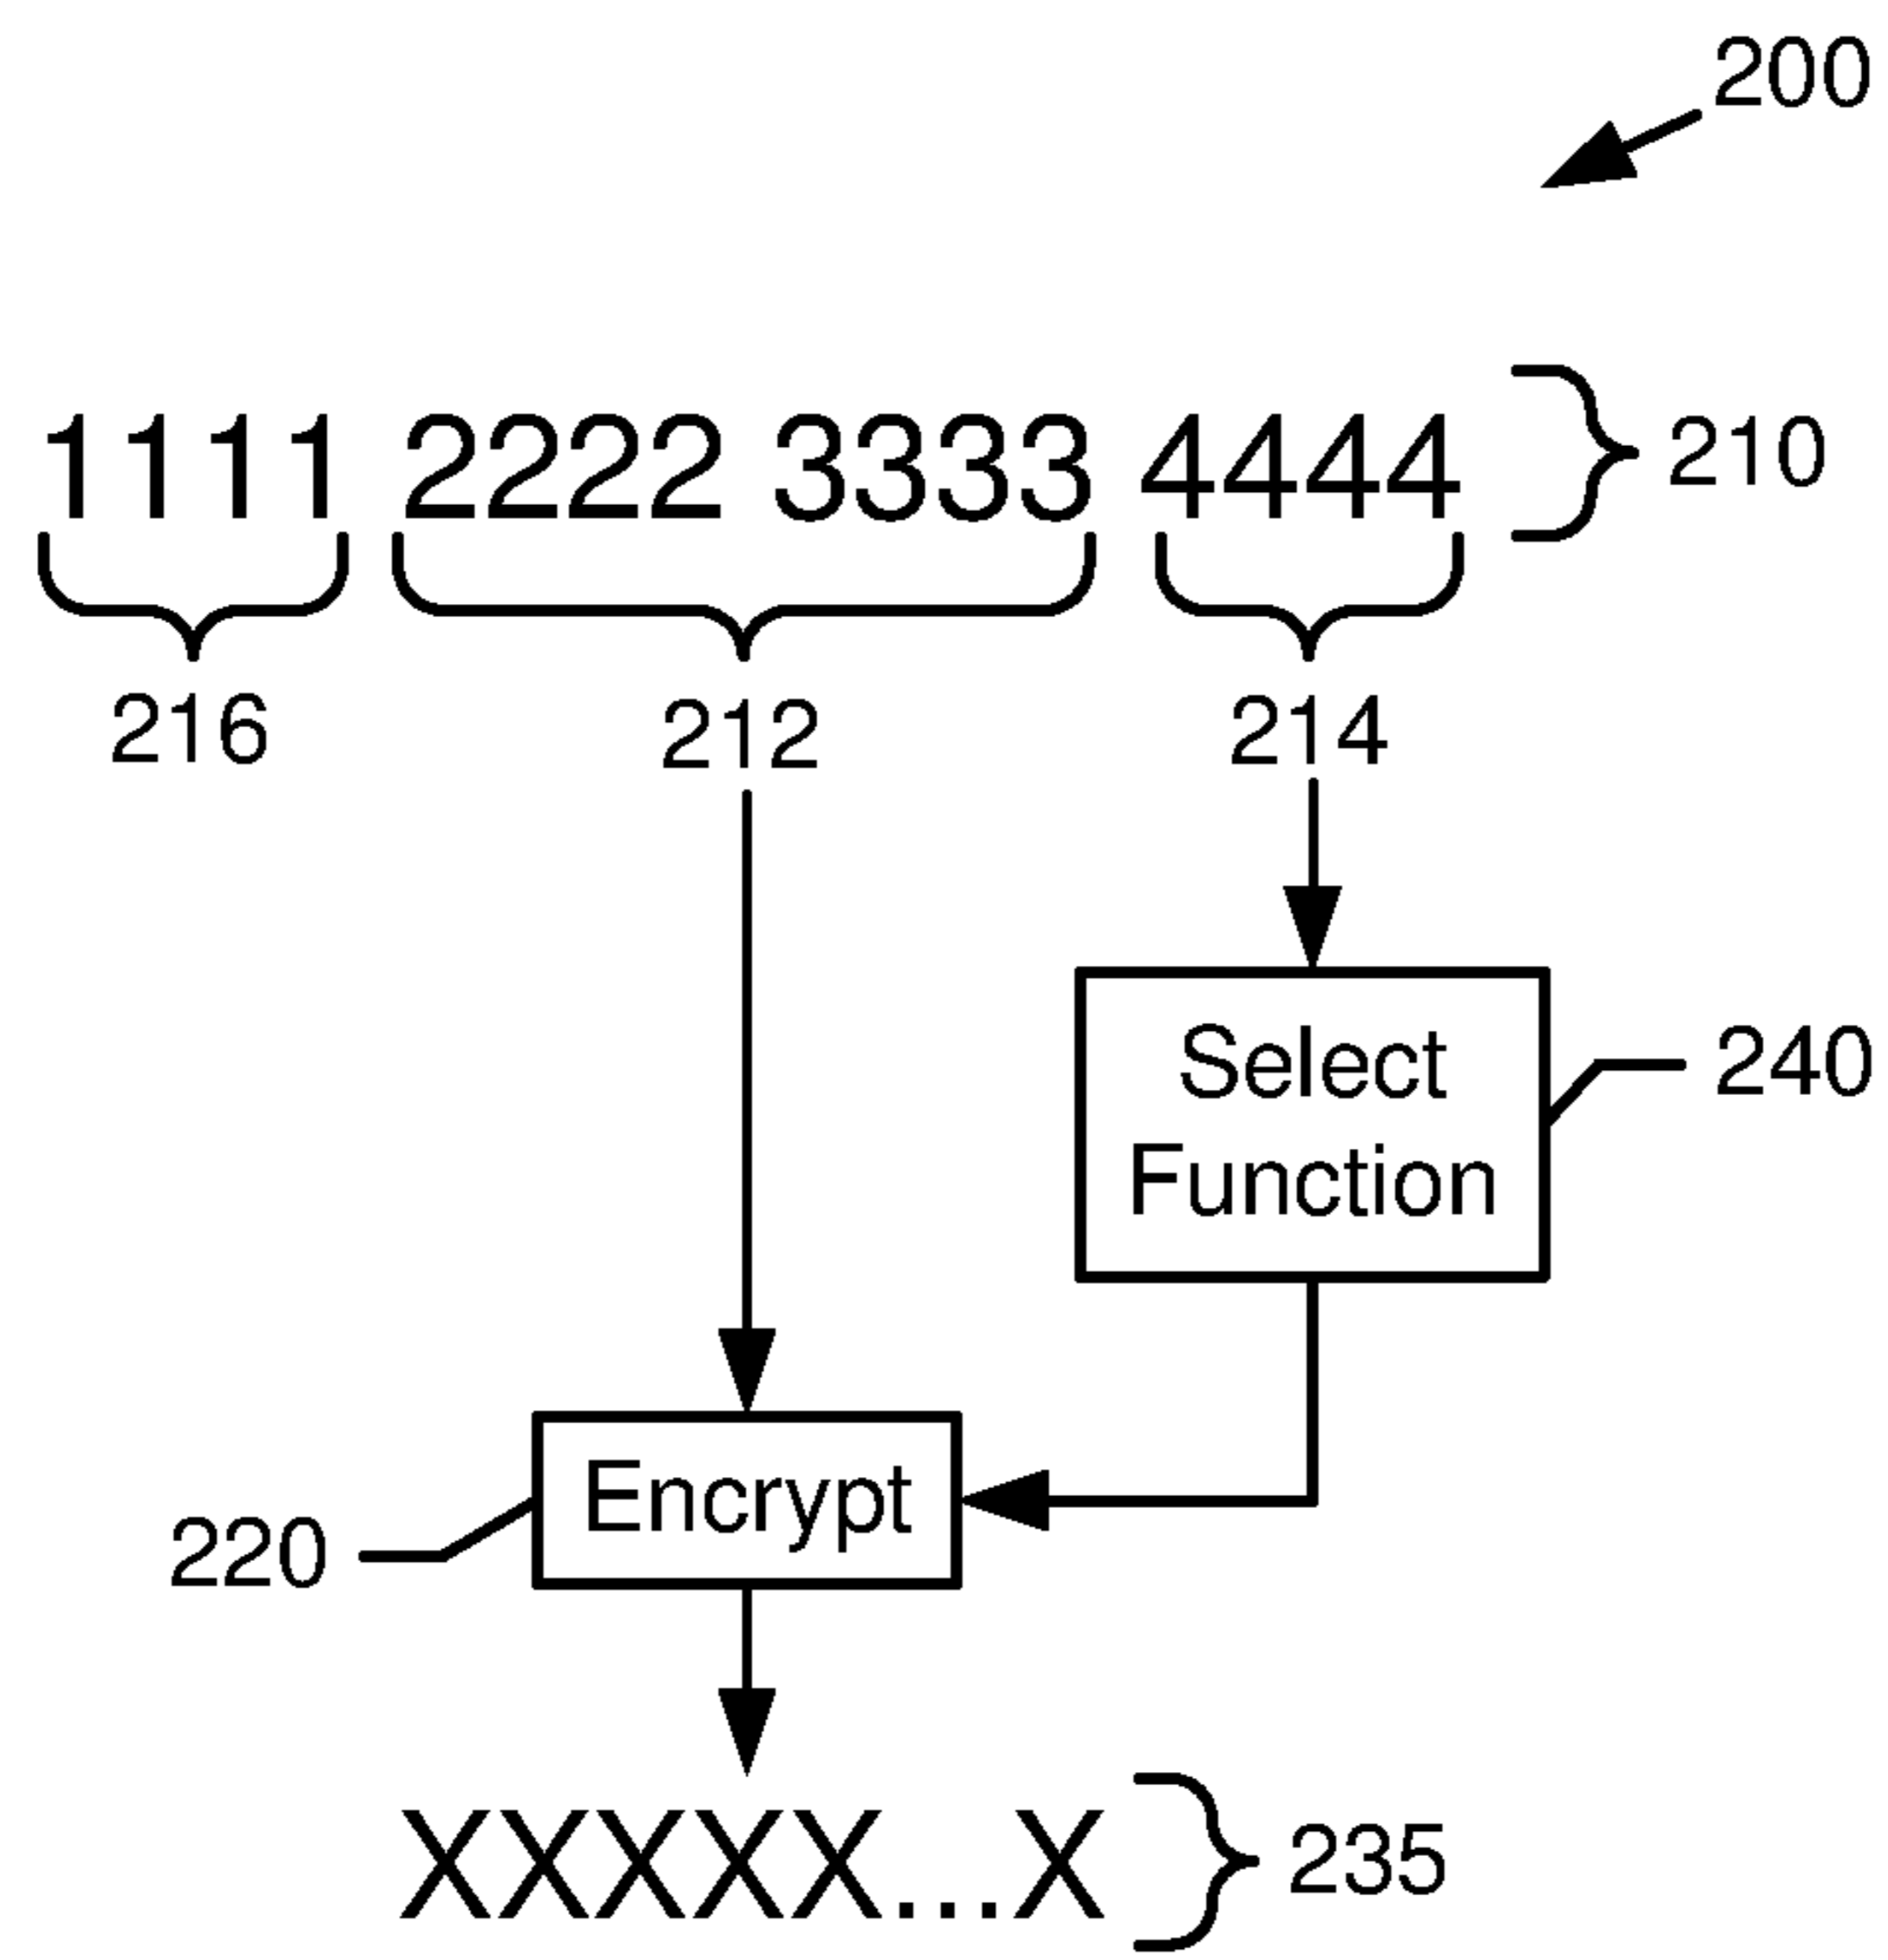 200
1111 2222 3333 4444 210
216 212 214
Select
Function
240
Encrypt
220
XXXXX...X 235